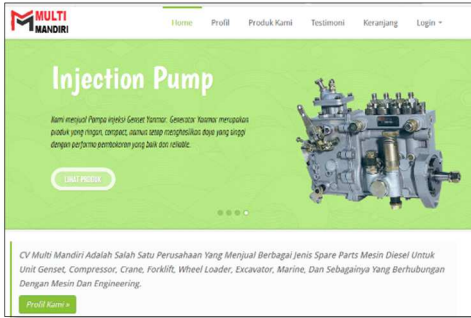 MULTI
MANDIRI
Home Profil Produk Kami Testimoni Keranjang Login
Injection Pump
Kami menjual Pompa Injeksi Genset Yanmar. Generator Yanmar merupakan
produk yang ringan, compact, namun tetap menghasilkan daya yang tinggi
dengan performa pembakaran yang baik dan reliable.
LIHAT PRODUK
CV Multi Mandiri Adalah Salah Satu Perusahaan Yang Menjual Berbagai Jenis Spare Parts Mesin Diesel Untuk
Unit Genset, Compressor, Crane, Forklift, Wheel Loader, Excavator, Marine, Dan Sebagainya Yang Berhubungan
Dengan Mesin Dan Engineering.
Profil Kami »